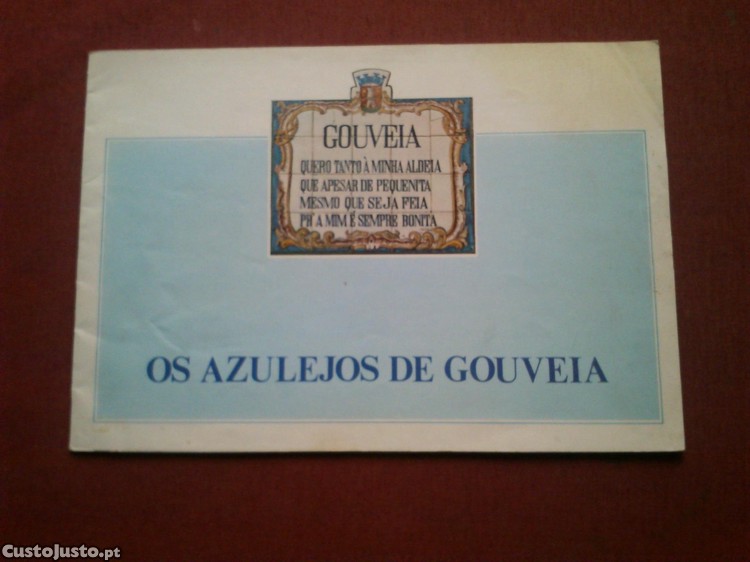 GOUVEIA
QUERO TANTO À MINHA ALDEIA
QUE APESAR DE PEQUENITA
MESMO QUE SEJA FEIA
PR'A MIM É SEMPRE BONITA
OS AZULEJOS DE GOUVEIA
CustoJusto.pt